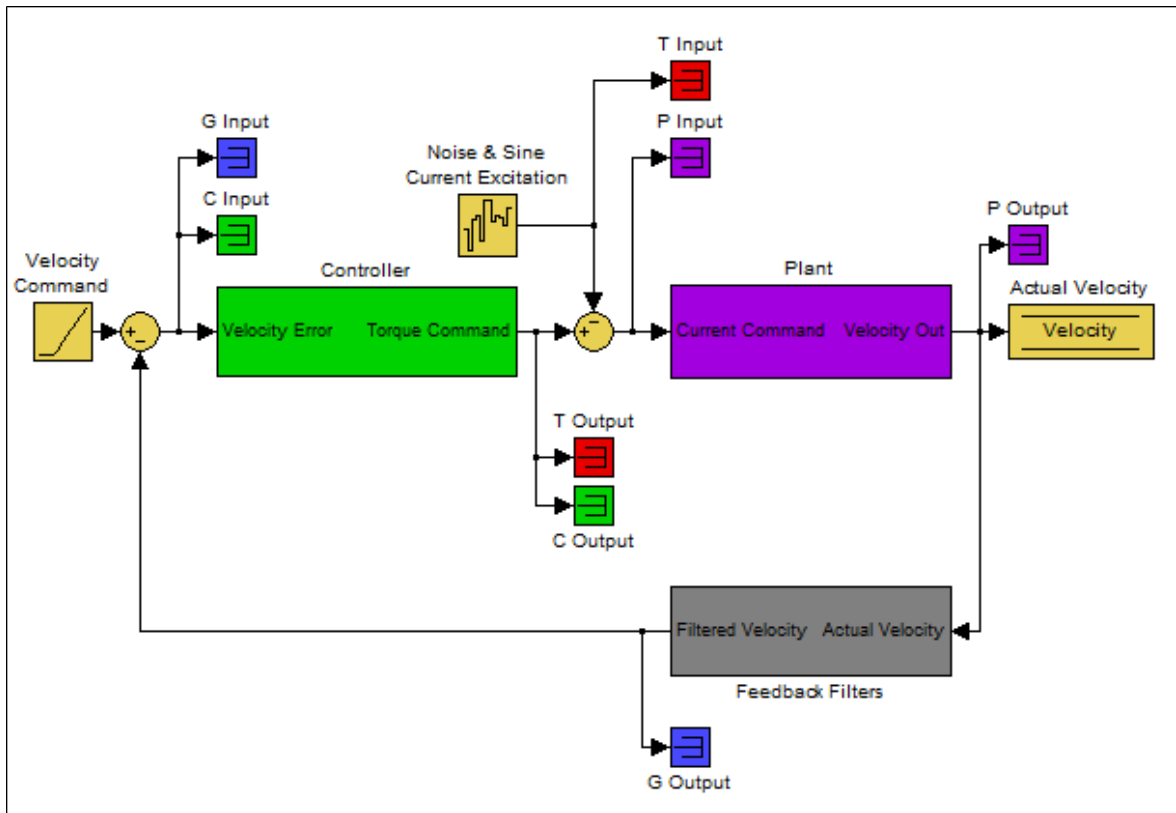 T Input
G Input
P Input
Noise & Sine
Current Excitation
C Input
P Output
Velocity
Command
Controller
Plant
Actual Velocity
+
−
Velocity Error
Torque Command
−
Current Command
Velocity Out
Velocity
T Output
C Output
Filtered Velocity
Actual Velocity
Feedback Filters
G Output